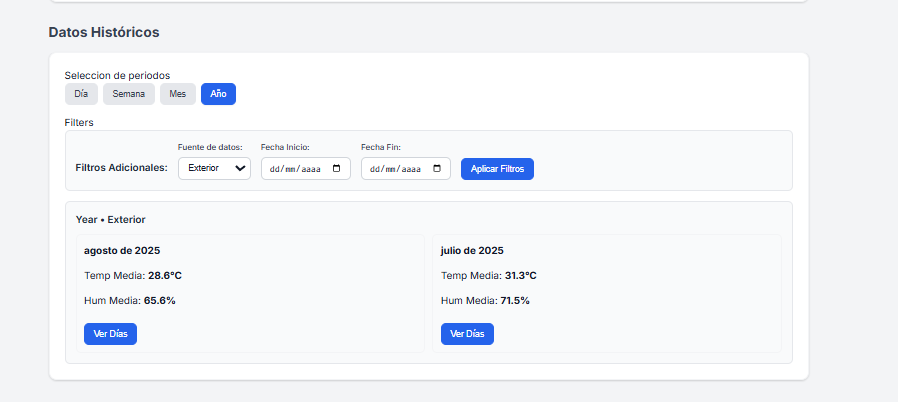 Datos Históricos
Seleccion de periodos
Día Semana Mes Año
Filters
Fuente de datos: Fecha Inicio: Fecha Fin:
Filtros Adicionales: Exterior dd/mm/aaaa dd/mm/aaaa Aplicar Filtros
Year • Exterior
agosto de 2025 julio de 2025
Temp Media: 28.6°C Temp Media: 31.3°C
Hum Media: 65.6% Hum Media: 71.5%
Ver Días Ver Días